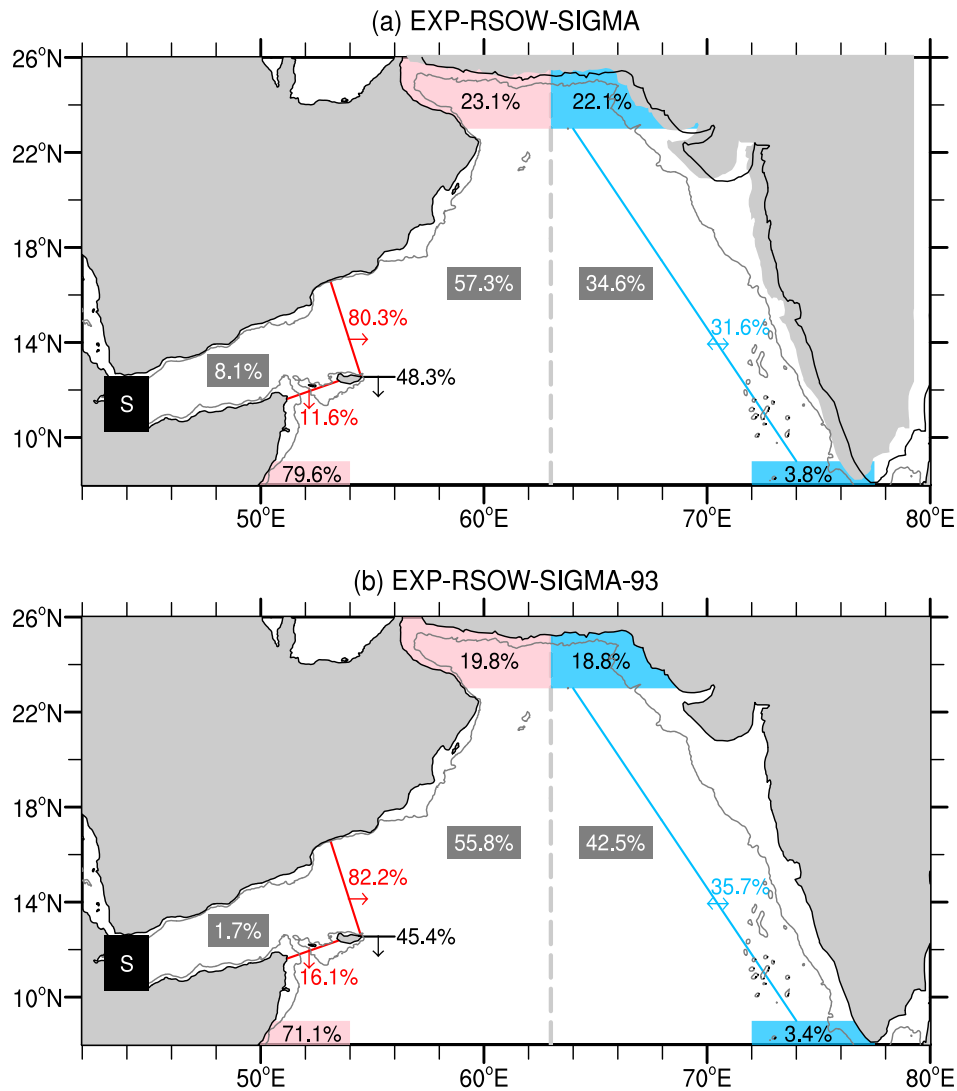 (a) EXP-RSOW-SIGMA
26°N
23.1% 22.1%
22°N
18°N
57.3% 34.6%
80.3% 31.6%
14°N
8.1%
48.3%
S
11.6%
10°N
79.6% 3.8%
50°E 60°E 70°E 80°E
(b) EXP-RSOW-SIGMA-93
26°N
19.8% 18.8%
22°N
18°N
55.8% 42.5%
82.2% 35.7%
14°N
1.7%
45.4%
S
16.1%
10°N
71.1% 3.4%
50°E 60°E 70°E 80°E